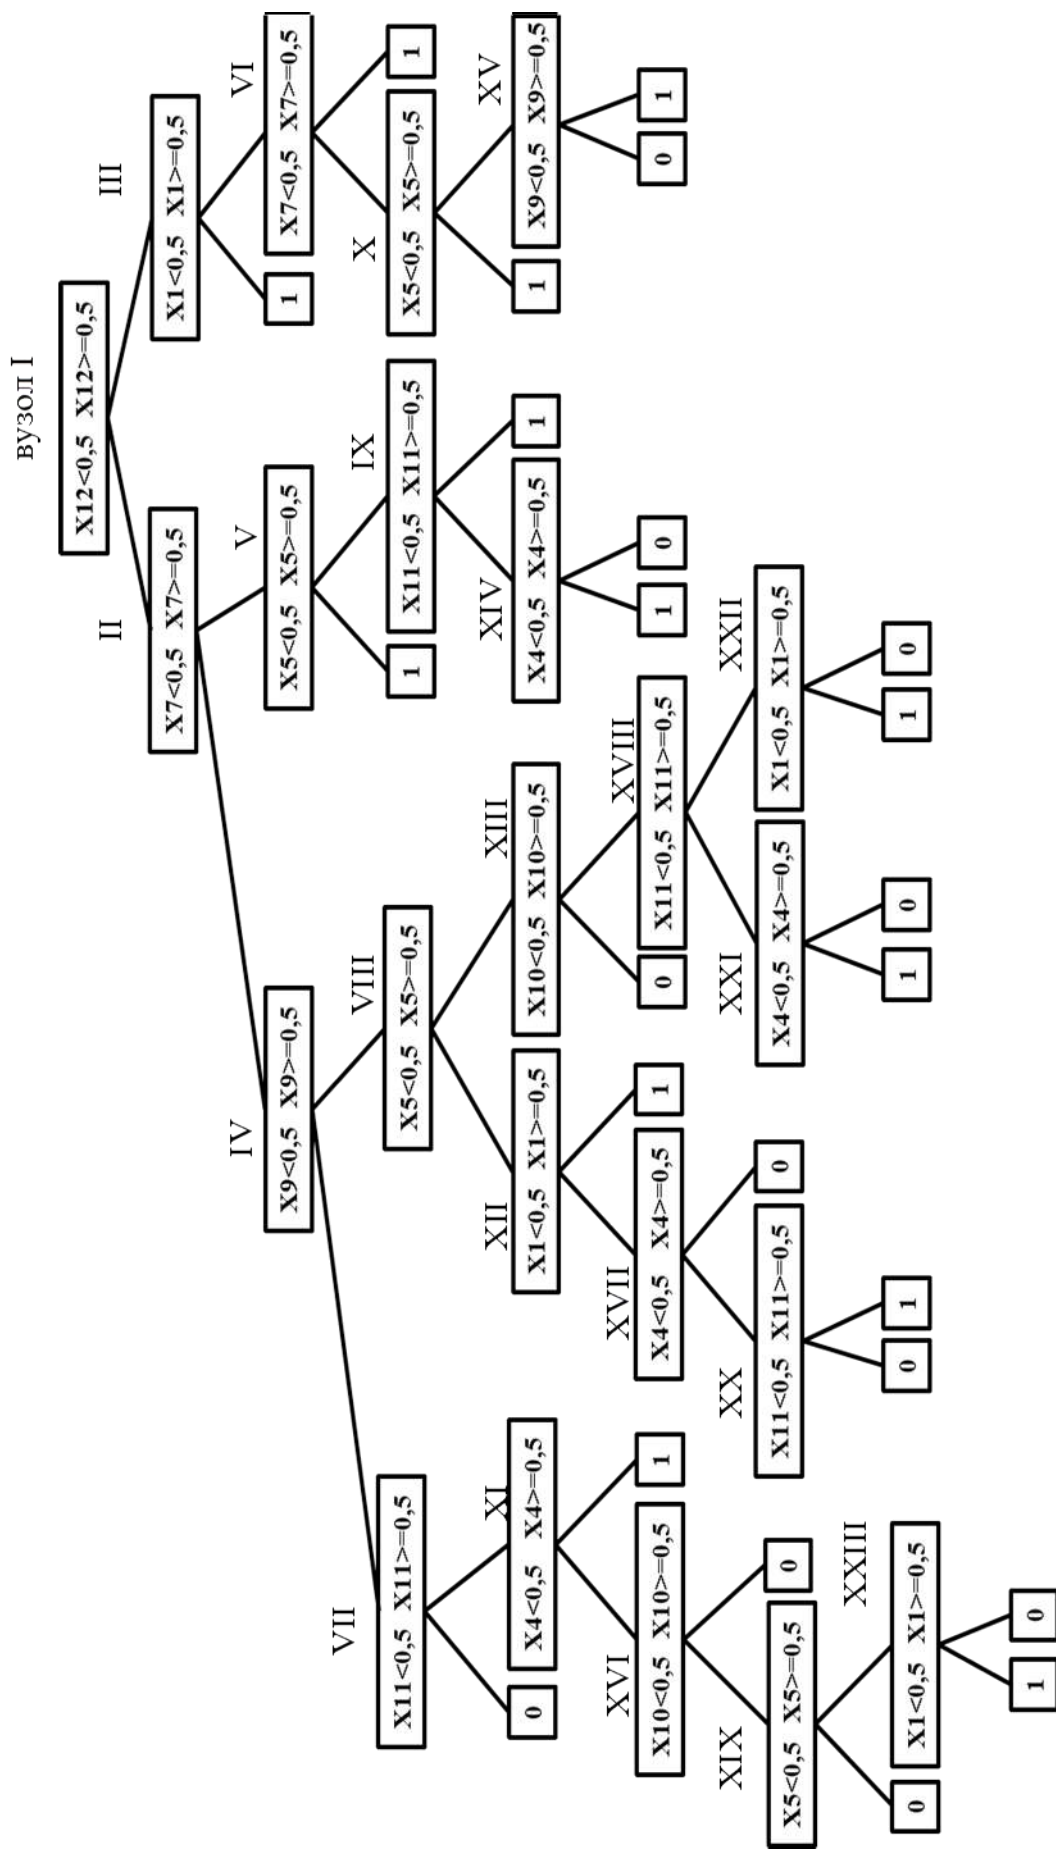 вузол I
X12<0,5 X12>=0,5
II
III
X7<0,5 X7>=0,5
X1<0,5 X1>=0,5
IV
V
VI
X9<0,5 X9>=0,5
X5<0,5 X5>=0,5
1
X7<0,5 X7>=0,5
VII
VIII
IX
X
X11<0,5 X11>=0,5
X5<0,5 X5>=0,5
1
X11<0,5 X11>=0,5
X5<0,5 X5>=0,5
1
XI
XII
XIII
XIV
XV
0
X4<0,5 X4>=0,5
X1<0,5 X1>=0,5
X10<0,5 X10>=0,5
X4<0,5 X4>=0,5
1
1
X9<0,5 X9>=0,5
XVI
XVII
XVIII
X10<0,5 X10>=0,5
1
X4<0,5 X4>=0,5
1
0
X11<0,5 X11>=0,5
1
0
0
1
XIX
XX
XXI
XXII
X5<0,5 X5>=0,5
0
X11<0,5 X11>=0,5
0
X4<0,5 X4>=0,5
X1<0,5 X1>=0,5
XXIII
0
X1<0,5 X1>=0,5
0
1
1
0
1
0
1
0